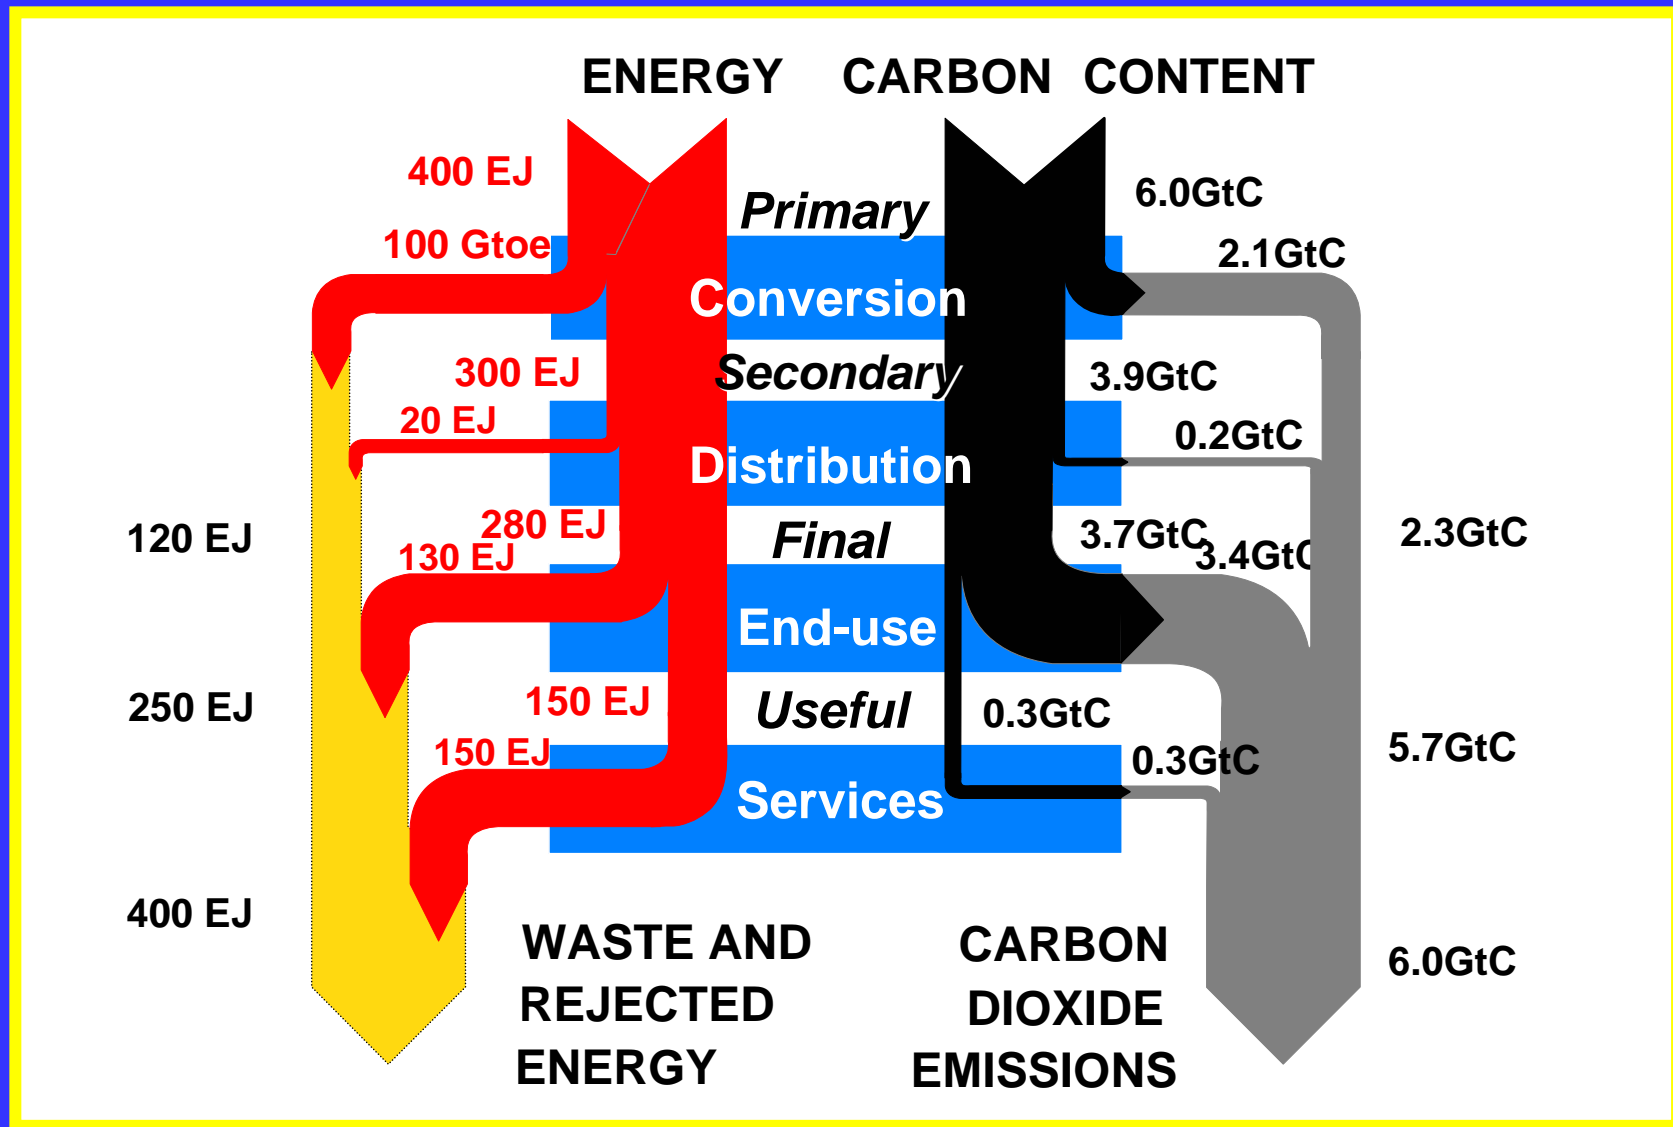 ENERGY CARBON CONTENT
400 EJ
Primary
6.0GtC
100 Gtoe
2.1GtC
Conversion
300 EJ
Secondary
3.9GtC
20 EJ
0.2GtC
Distribution
120 EJ
280 EJ
Final
3.7GtC
2.3GtC
130 EJ
3.4GtC
End-use
250 EJ
150 EJ
Useful
0.3GtC
150 EJ
0.3GtC
5.7GtC
Services
400 EJ
WASTE AND
REJECTED
ENERGY
CARBON
DIOXIDE
EMISSIONS
6.0GtC